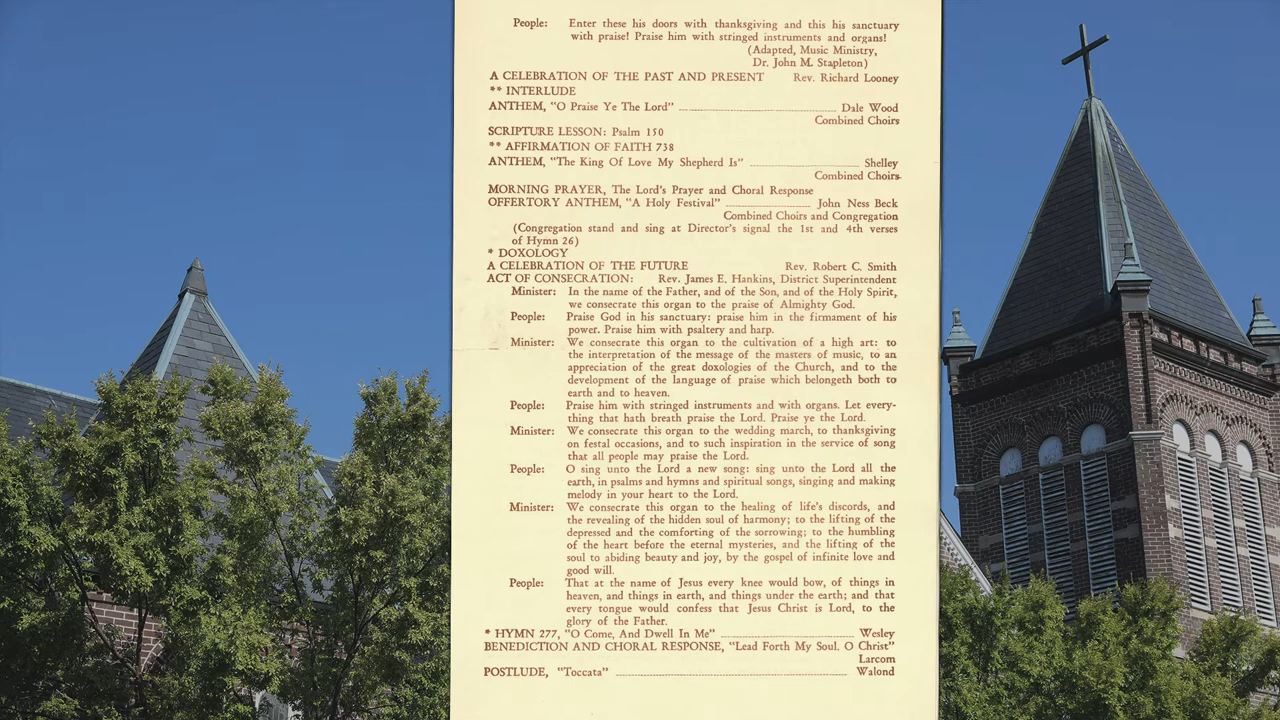 People: Enter these his doors with thanksgiving and this his sanctuary
with praise! Praise him with stringed instruments and organs!
(Adapted, Music Ministry,
Dr. John M. Stapleton)
A CELEBRATION OF THE PAST AND PRESENT Rev. Richard Looney
** INTERLUDE
ANTHEM, "O Praise Ye The Lord" Dale Wood
Combined Choirs
SCRIPTURE LESSON: Psalm 150
** AFFIRMATION OF FAITH 738
ANTHEM, "The King Of Love My Shepherd Is" Shelley
Combined Choirs
MORNING PRAYER, The Lord's Prayer and Choral Response
OFFERTORY ANTHEM, "A Holy Festival" John Ness Beck
Combined Choirs and Congregation
(Congregation stand and sing at Director's signal the 1st and 4th verses
of Hymn 26)
* DOXOLOGY
A CELEBRATION OF THE FUTURE Rev. Robert C. Smith
ACT OF CONSECRATION: Rev. James E. Hankins, District Superintendent
Minister: In the name of the Father, and of the Son, and of the Holy Spirit,
we consecrate this organ to the praise of Almighty God.
People: Praise God in his sanctuary: praise him in the firmament of his
power. Praise him with psaltery and harp.
Minister: We consecrate this organ to the cultivation of a high art: to
the interpretation of the message of the masters of music, to an
appreciation of the great doxologies of the Church, and to the
development of the language of praise which belongeth both to
earth and to heaven.
People: Praise him with stringed instruments and with organs. Let every-
thing that hath breath praise the Lord. Praise ye the Lord.
Minister: We consecrate this organ to the wedding march, to thanksgiving
on festal occasions, and to such inspiration in the service of song
that all people may praise the Lord.
People: O sing unto the Lord a new song: sing unto the Lord all the
earth, in psalms and hymns and spiritual songs, singing and making
melody in your heart to the Lord.
Minister: We consecrate this organ to the healing of life's discords, and
the revealing of the hidden soul of harmony; to the lifting of the
depressed and the comforting of the sorrowing; to the humbling
of the heart before the eternal mysteries, and the lifting of the
soul to abiding beauty and joy, by the gospel of infinite love and
good will.
People: That at the name of Jesus every knee would bow, of things in
heaven, and things in earth, and things under the earth; and that
every tongue would confess that Jesus Christ is Lord, to the
glory of the Father.
* HYMN 277, "O Come, And Dwell In Me" Wesley
BENEDICTION AND CHORAL RESPONSE, "Lead Forth My Soul. O Christ"
Larcom
POSTLUDE, "Toccata" Walond